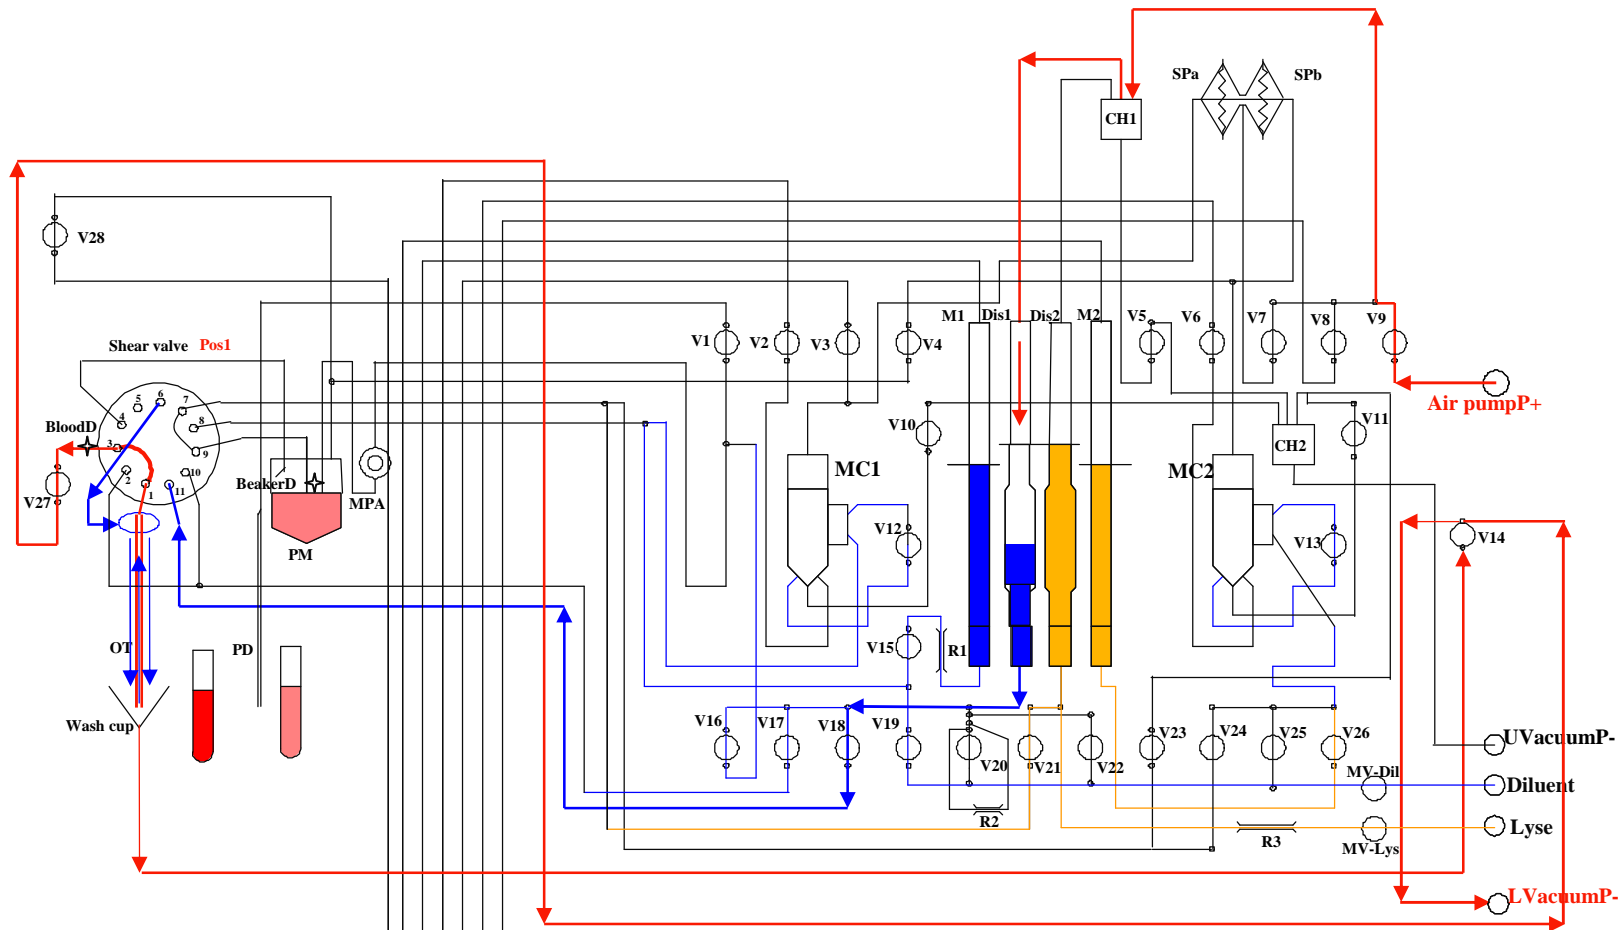 SPa
SPb
CH1
V28
M1
Dis1
Dis2
M2
V1
V2
V3
V4
V5
V6
V7
V8
V9
Shear valve Pos1
Air pumpP+
6
5
7
4
8
BloodD
3
9
2
10
1
11
V10
V11
CH2
MC1
MC2
BeakerD
V27
MPA
PM
V12
V13
V14
OT
PD
V15
R1
Wash cup
V16
V17
V18
V19
V20
V21
V22
V23
V24
V25
V26
UVacuumP-
MV-Dil
Diluent
R2
Lyse
R3
MV-Lys
LVacuumP-